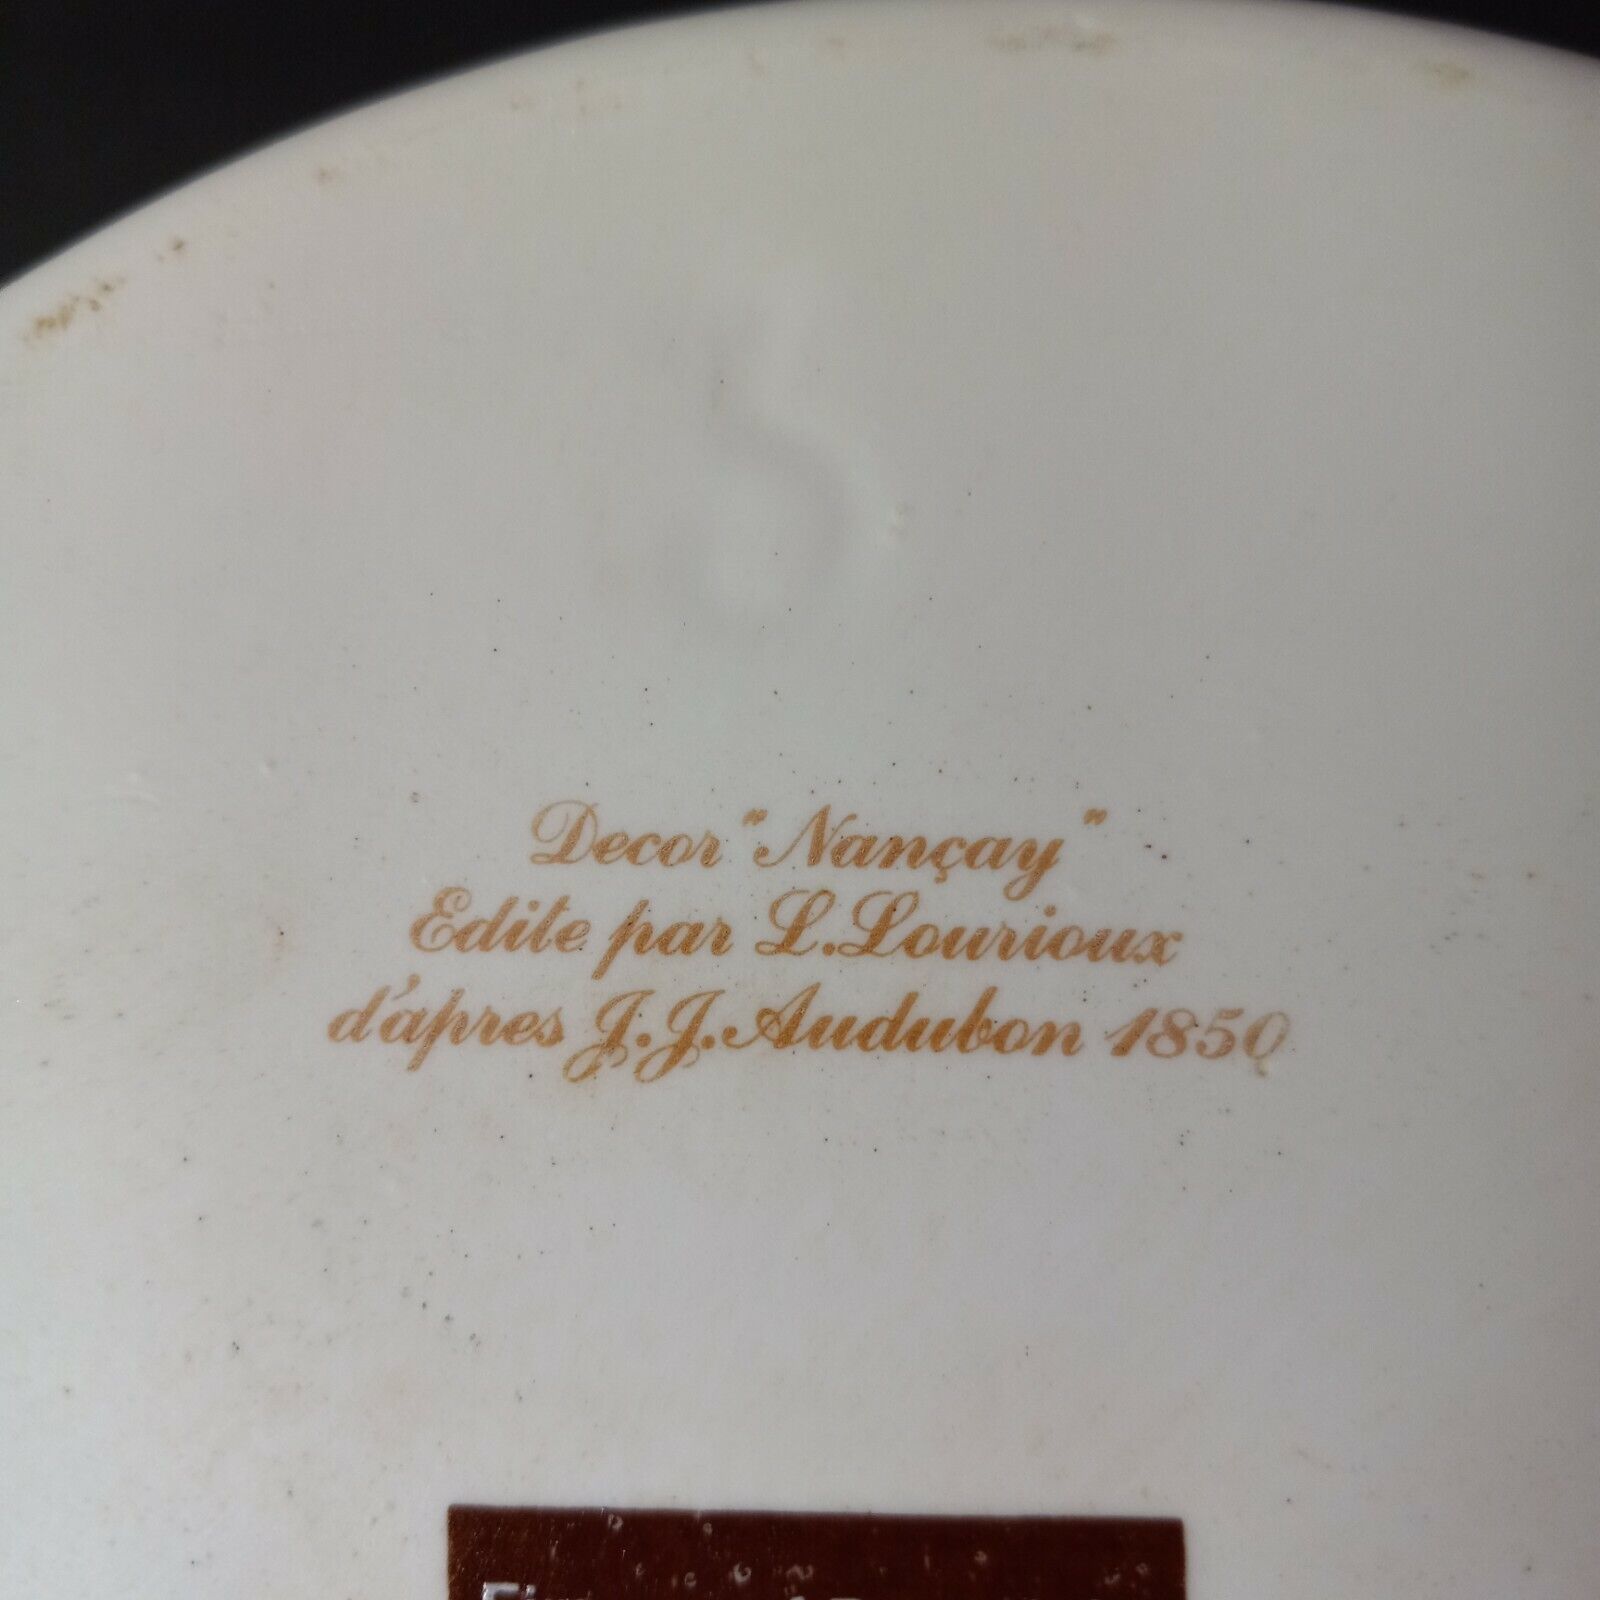 Decor "Nançay"
Edite par L.Lourioux
d'apres J.J.Audubon 1850